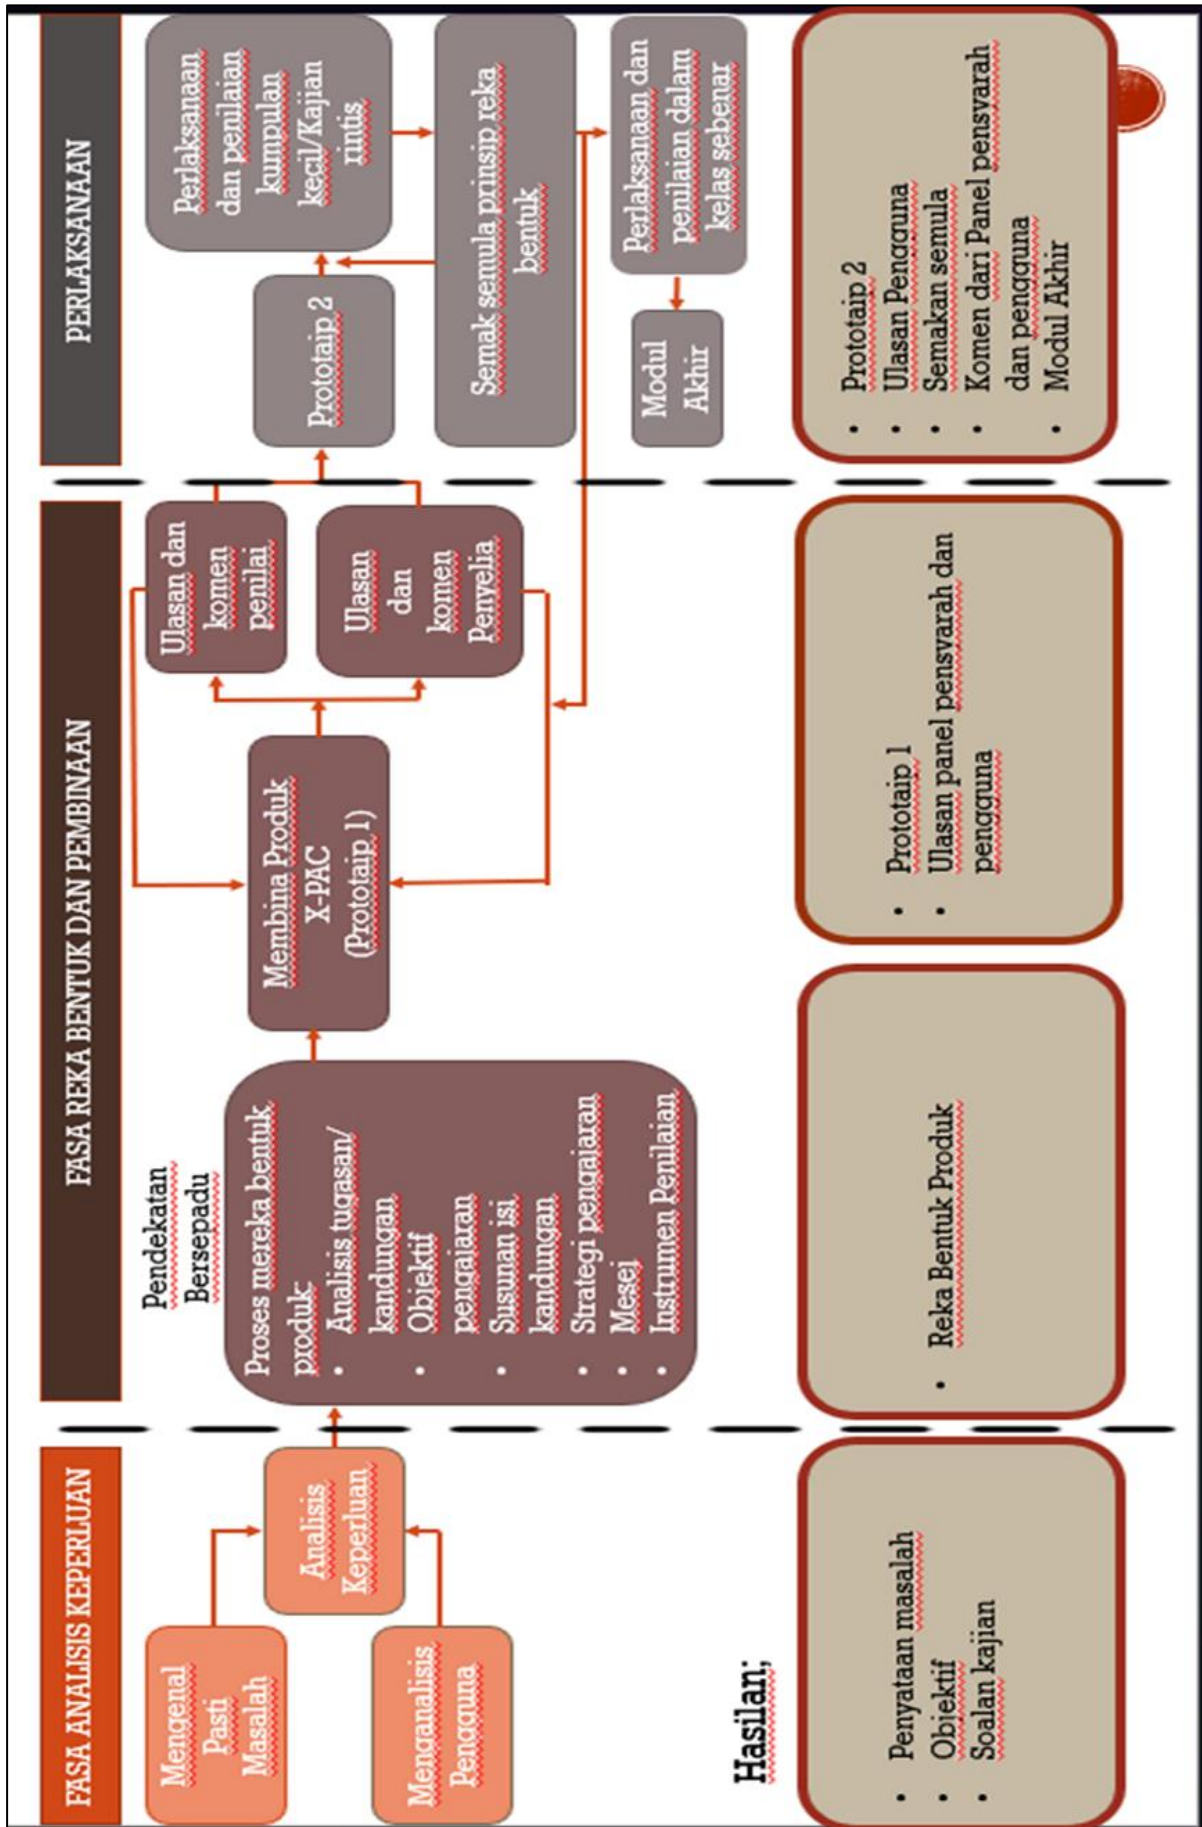 FASA ANALISIS KEPERLUAN
FASA REKA BENTUK DAN PEMBINAAN
PERLAKSANAAN
Mengenal
Pasti
Masalah
Menganalisis
Pengguna
Analisis
Keperluan
Pendekatan
Bersepadu
Proses mereka bentuk
produk:
• Analisis tugasan/
kandungan
• Objektif
pengajaran
• Susunan isi
kandungan
• Strategi pengajaran
• Mesej
• Instrumen Penilaian
Membina Produk
X-PAC
(Prototaip 1)
Ulasan dan
komen
penilai
Ulasan
dan
komen
Penyelia
Prototaip 2
Perlaksanaan
dan penilaian
kumpulan
kecil/Kajian
rintis
Semak semula prinsip reka
bentuk
Perlaksanaan dan
penilaian dalam
kelas sebenar
Modul
Akhir
Hasilan;
• Penyataan masalah
• Objektif
• Soalan kajian
• Reka Bentuk Produk
• Prototaip 1
• Ulasan panel pensyarah dan
pengguna
• Prototaip 2
• Ulasan Pengguna
• Semakan semula
• Komen dari Panel pensyarah
dan pengguna
• Modul Akhir